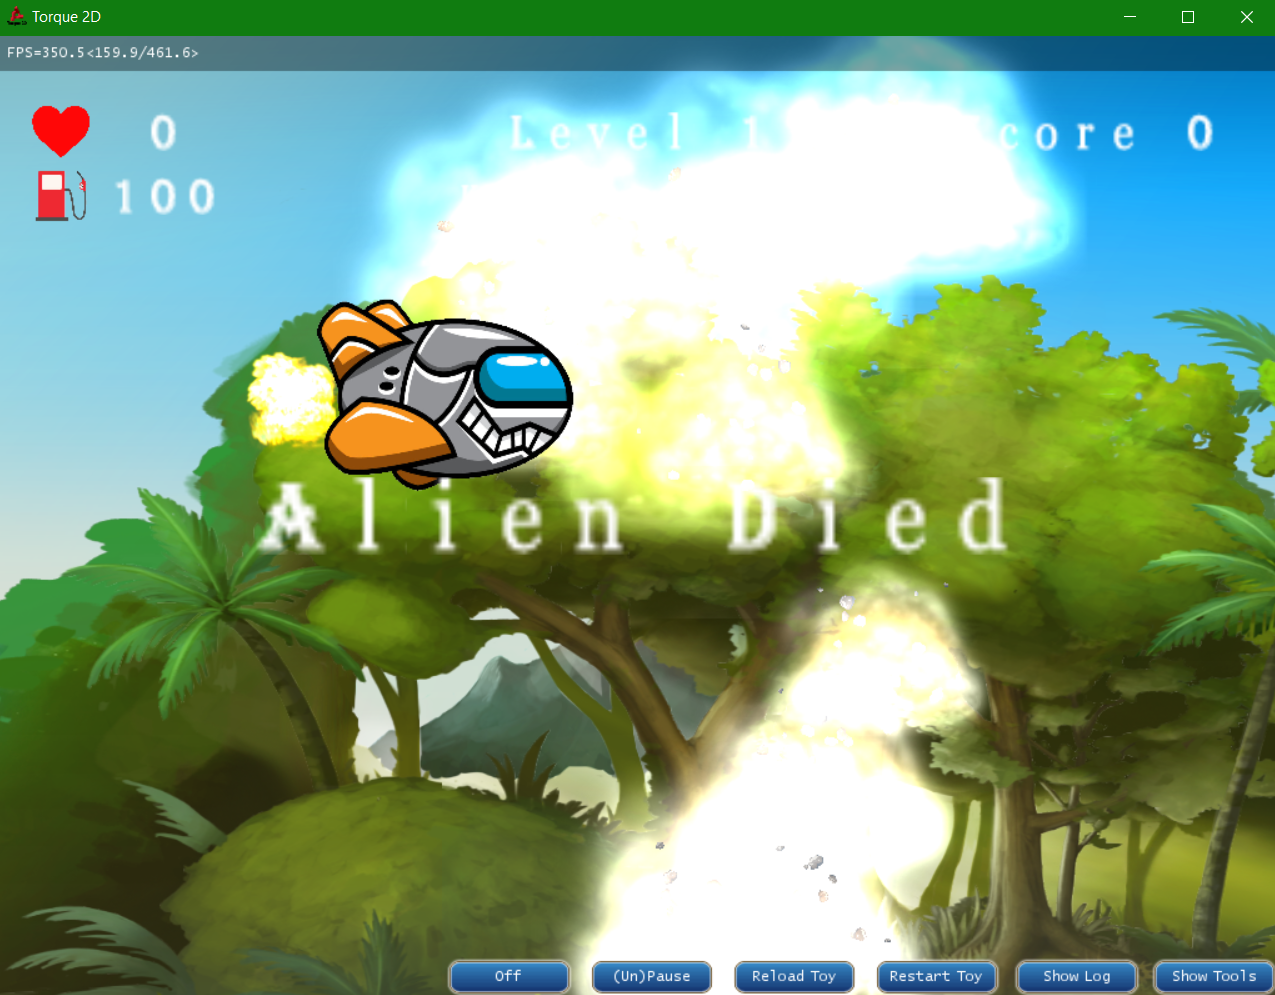 Torque 2D
FPS=350.5<159.9/461.6>
0
Level 1
core 0
100
Alien Died
Off
(Un)Pause
Reload Toy
Restart Toy
Show Log
Show Tools